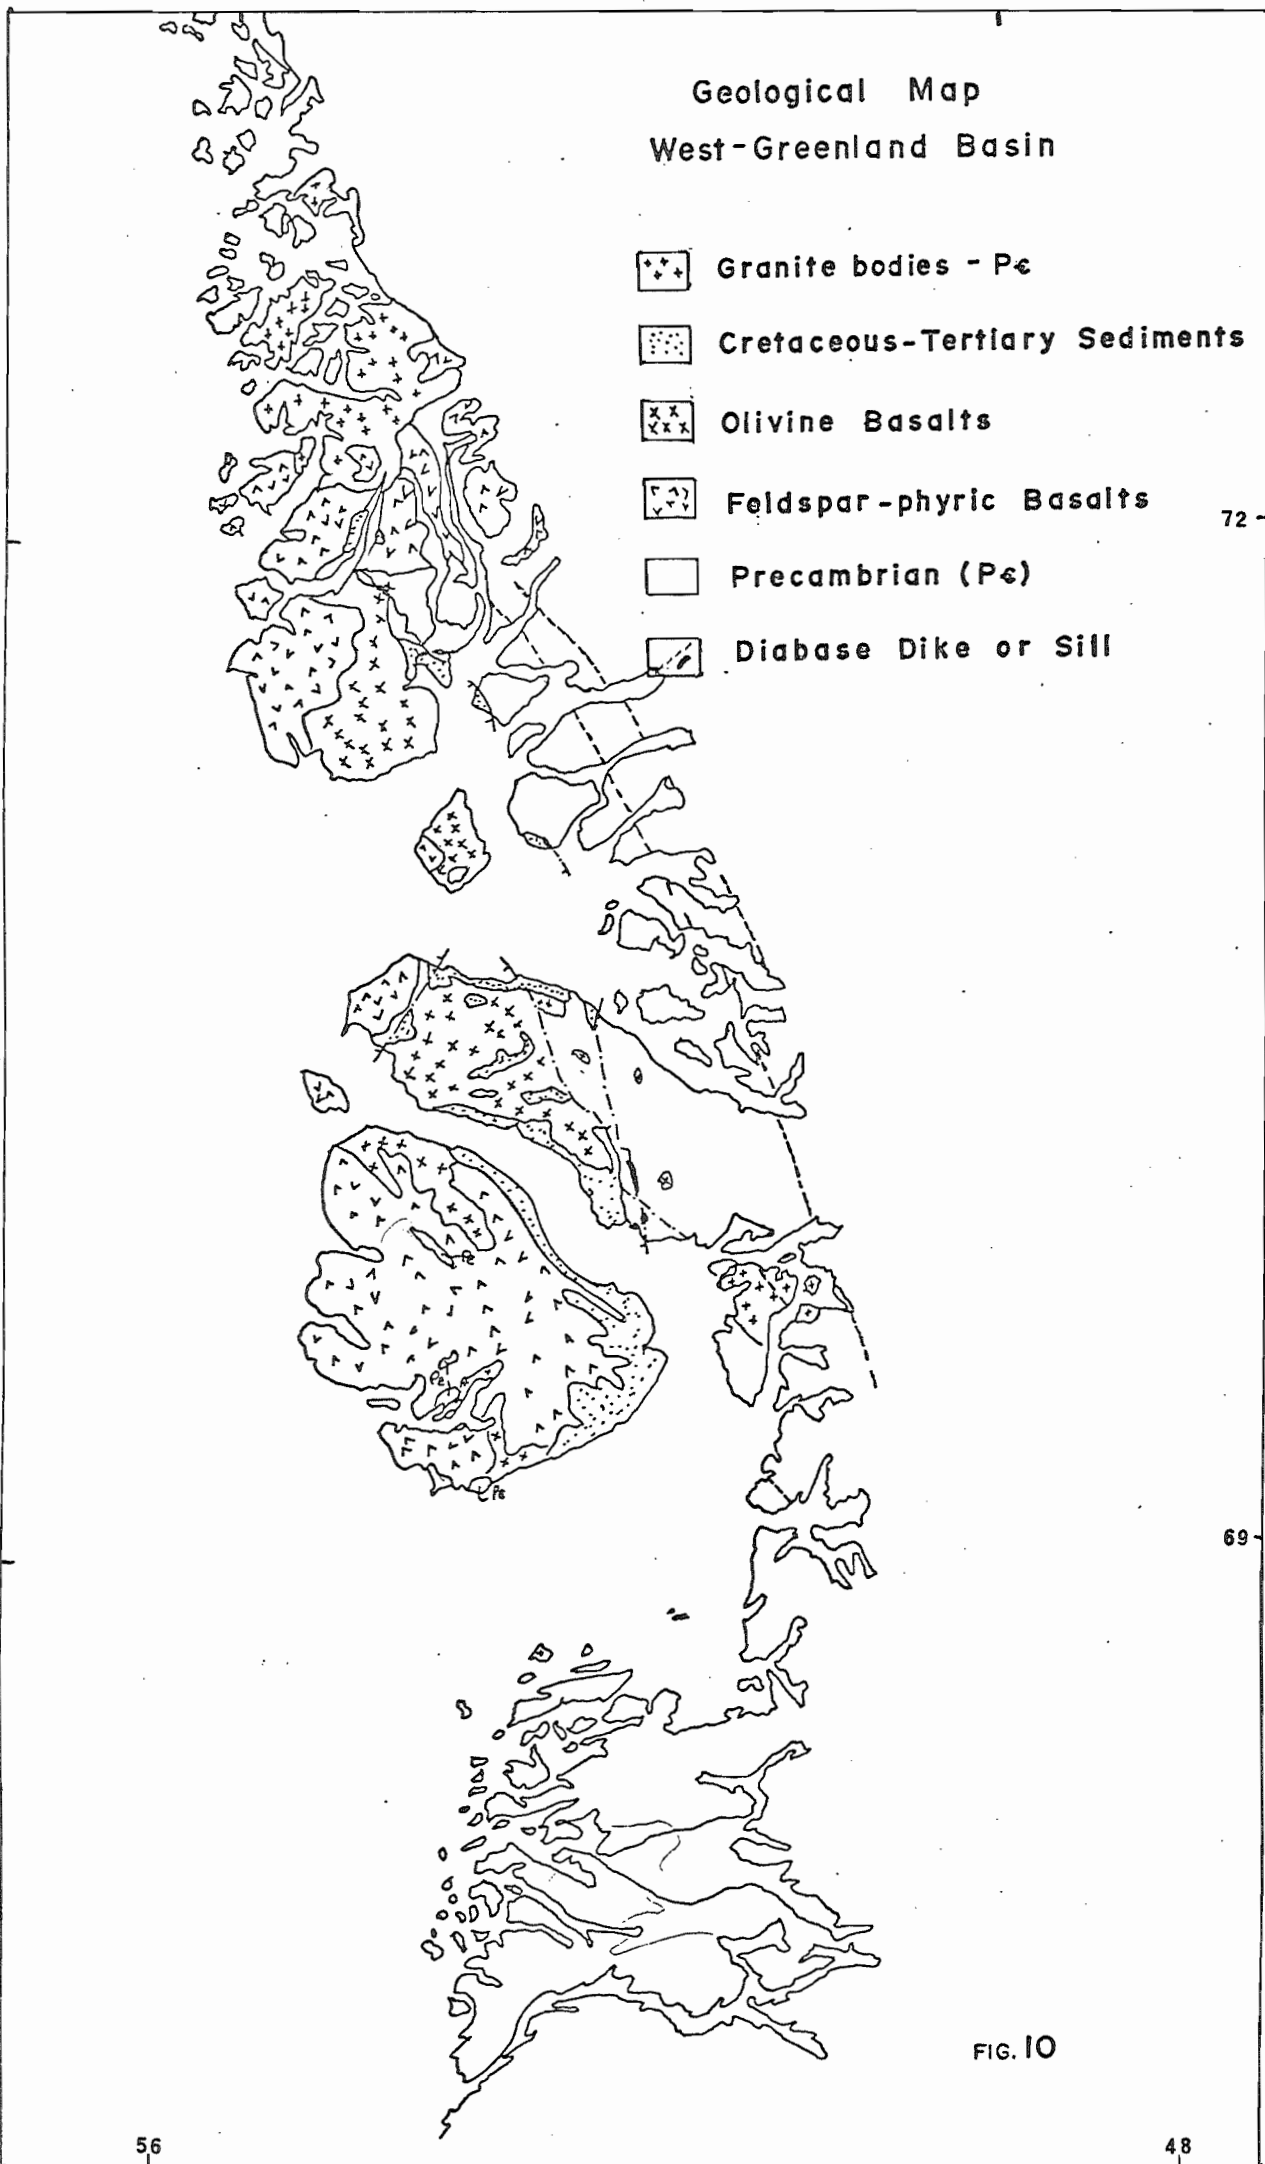 Geological Map
West-Greenland Basin
Granite bodies - P€
Cretaceous-Tertiary Sediments
Olivine Basalts
Feldspar-phyric Basalts
72
Precambrian (P€)
Diabase Dike or Sill
P€
P€
P€
69
FIG. 10
56
48